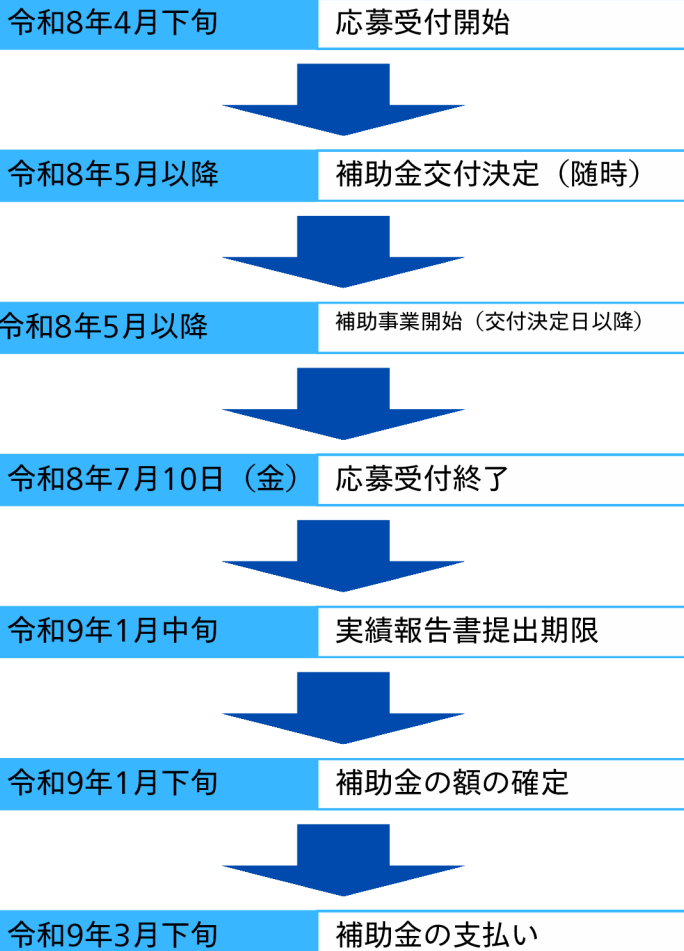 令和8年4月下旬 応募受付開始
令和8年5月以降 補助金交付決定（随時）
令和8年5月以降 補助事業開始（交付決定日以降）
令和8年7月10日（金） 応募受付終了
令和9年1月中旬 実績報告書提出期限
令和9年1月下旬 補助金の額の確定
令和9年3月下旬 補助金の支払い